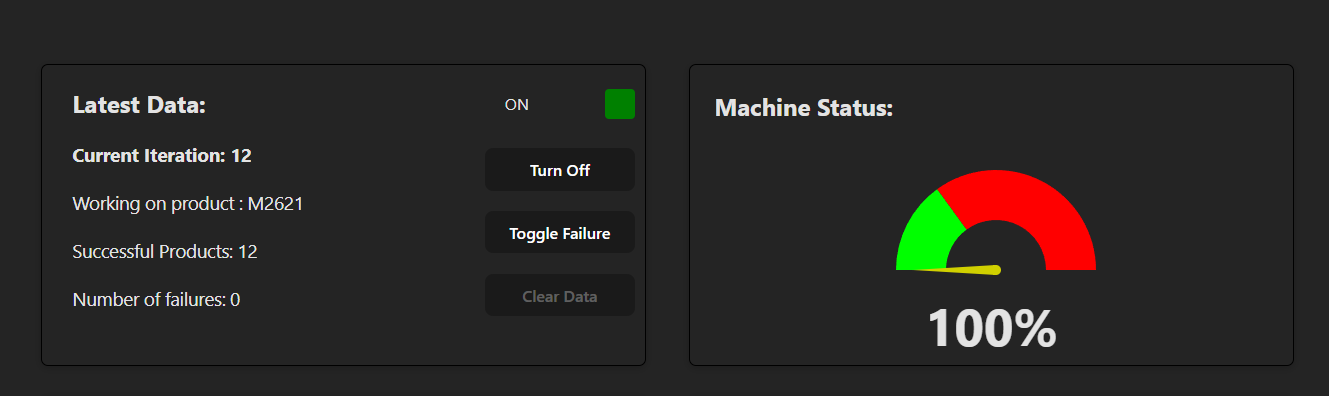 Latest Data:
ON
Current Iteration: 12
Turn Off
Working on product : M2621
Toggle Failure
Successful Products: 12
Clear Data
Number of failures: 0
Machine Status:
100%